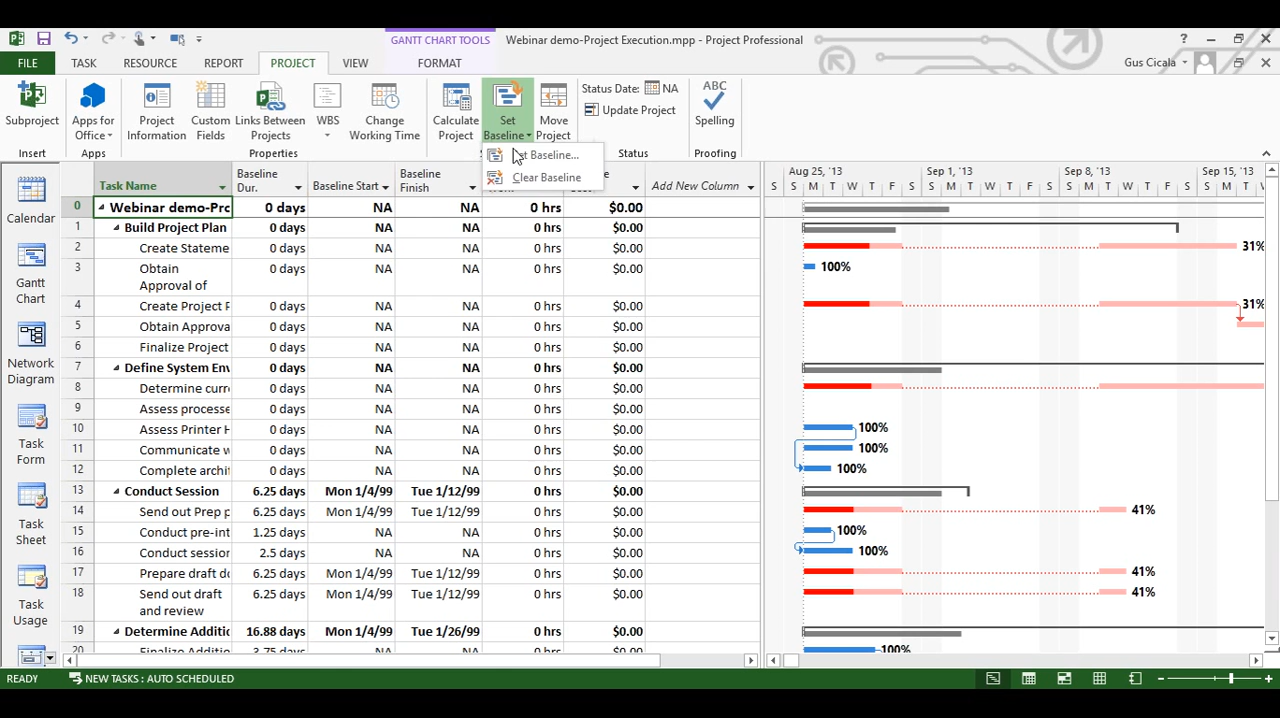 GANTT CHART TOOLS
Webinar demo-Project Execution.mpp - Project Professional
?
FILE
TASK
RESOURCE
REPORT
PROJECT
VIEW
FORMAT
Gus Cicala
Subproject
Apps for
Office
Project
Information
Custom
Fields
Links Between
Projects
WBS
Change
Working Time
Calculate
Project
Set
Baseline
Move
Project
Status Date:
NA
Update Project
ABC
Spelling
Insert
Apps
Properties
Status
Proofing
Baseline...
Clear Baseline
Calendar
Gantt
Chart
Network
Diagram
Task
Form
Task
Sheet
Task
Usage
Task Name
Baseline
Dur.
Baseline Start
Baseline
Finish
Add New Column
Aug 25, '13
Sep 1, '13
Sep 8, '13
Sep 15, '13
S S M T W T F S S M T W T F S S M T W T F S S M T W
0 Webinar demo-Prc 0 days NA NA 0 hrs $0.00
1 Build Project Plan 0 days NA NA 0 hrs $0.00
2 Create Stateme 0 days NA NA 0 hrs $0.00 31%
3 Obtain
Approval of 0 days NA NA 0 hrs $0.00 100%
4 Create Project P 0 days NA NA 0 hrs $0.00 31%
5 Obtain Approva 0 days NA NA 0 hrs $0.00
6 Finalize Project 0 days NA NA 0 hrs $0.00
7 Define System Env 0 days NA NA 0 hrs $0.00
8 Determine curre 0 days NA NA 0 hrs $0.00
9 Assess processe 0 days NA NA 0 hrs $0.00
10 Assess Printer H 0 days NA NA 0 hrs $0.00 100%
11 Communicate w 0 days NA NA 0 hrs $0.00 100%
12 Complete archi 0 days NA NA 0 hrs $0.00 100%
13 Conduct Session 6.25 days Mon 1/4/99 Tue 1/12/99 0 hrs $0.00
14 Send out Prep p 6.25 days Mon 1/4/99 Tue 1/12/99 0 hrs $0.00 41%
15 Conduct pre-int 1.25 days NA NA 0 hrs $0.00 100%
16 Conduct session 2.5 days NA NA 0 hrs $0.00 100%
17 Prepare draft do 6.25 days Mon 1/4/99 Tue 1/12/99 0 hrs $0.00 41%
18 Send out draft
and review 6.25 days Mon 1/4/99 Tue 1/12/99 0 hrs $0.00 41%
19 Determine Additic 16.88 days Mon 1/4/99 Tue 1/26/99 0 hrs $0.00
20 Finalize Additio 3.75 days NA NA 0 hrs $0.00 100%
READY
NEW TASKS : AUTO SCHEDULED